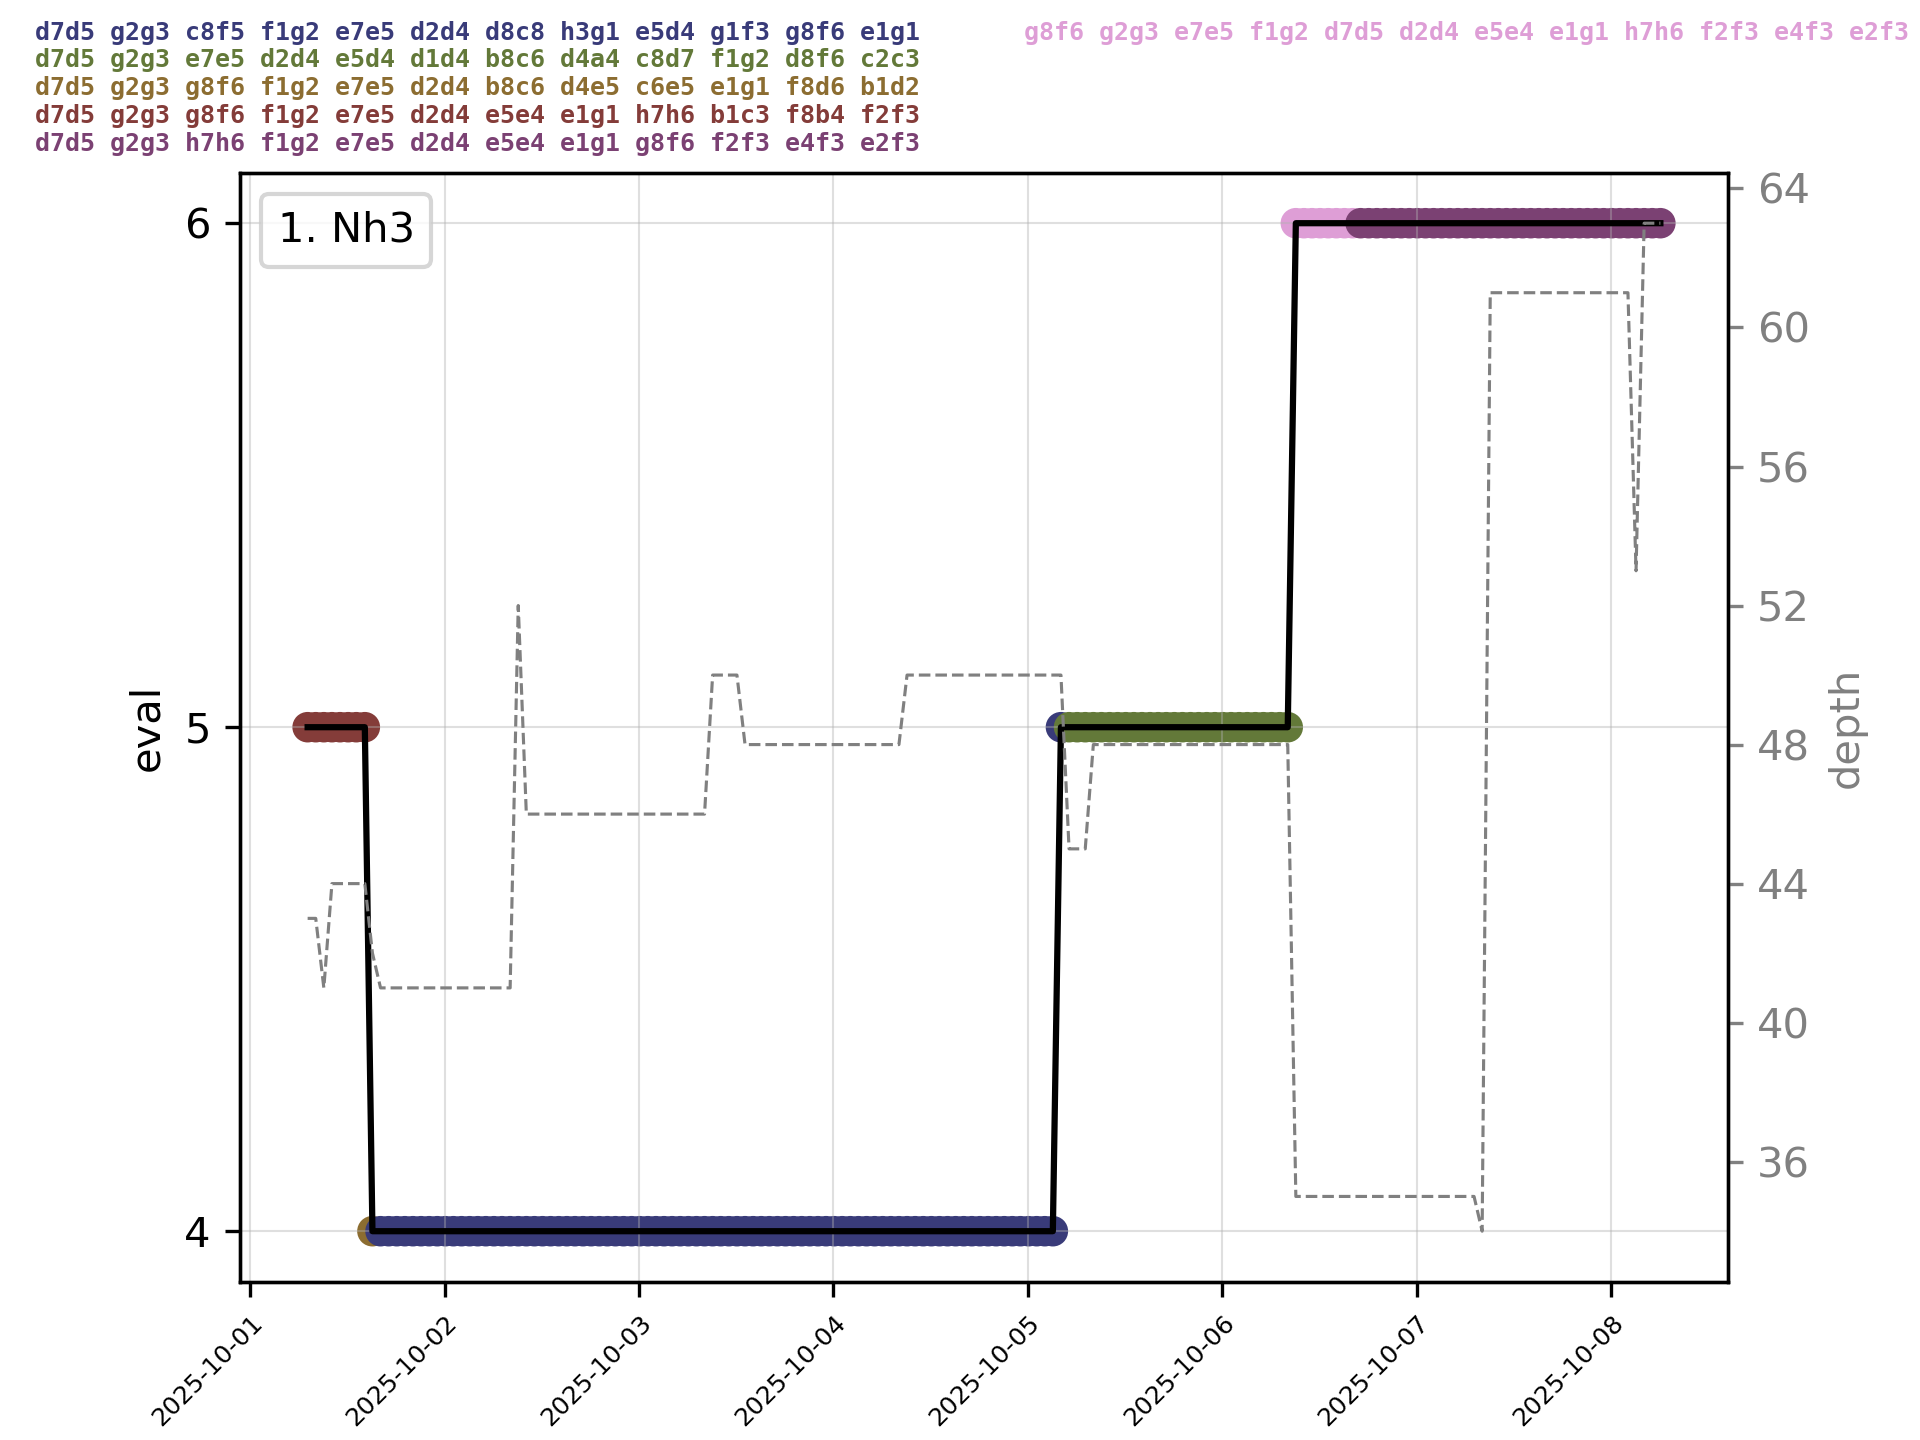 d7d5 g2g3 c8f5 f1g2 e7e5 d2d4 d8c8 h3g1 e5d4 g1f3 g8f6 e1g1
d7d5 g2g3 e7e5 d2d4 e5d4 d1d4 b8c6 d4a4 c8d7 f1g2 d8f6 c2c3
d7d5 g2g3 g8f6 f1g2 e7e5 d2d4 b8c6 d4e5 c6e5 e1g1 f8d6 b1d2
d7d5 g2g3 g8f6 f1g2 e7e5 d2d4 e5e4 e1g1 h7h6 b1c3 f8b4 f2f3
d7d5 g2g3 h7h6 f1g2 e7e5 d2d4 e5e4 e1g1 g8f6 f2f3 e4f3 e2f3
g8f6 g2g3 e7e5 f1g2 d7d5 d2d4 e5e4 e1g1 h7h6 f2f3 e4f3 e2f3
1. Nh3
eval
6
5
4
64
60
56
52
48
44
40
36
depth
2025-10-01
2025-10-02
2025-10-03
2025-10-04
2025-10-05
2025-10-06
2025-10-07
2025-10-08